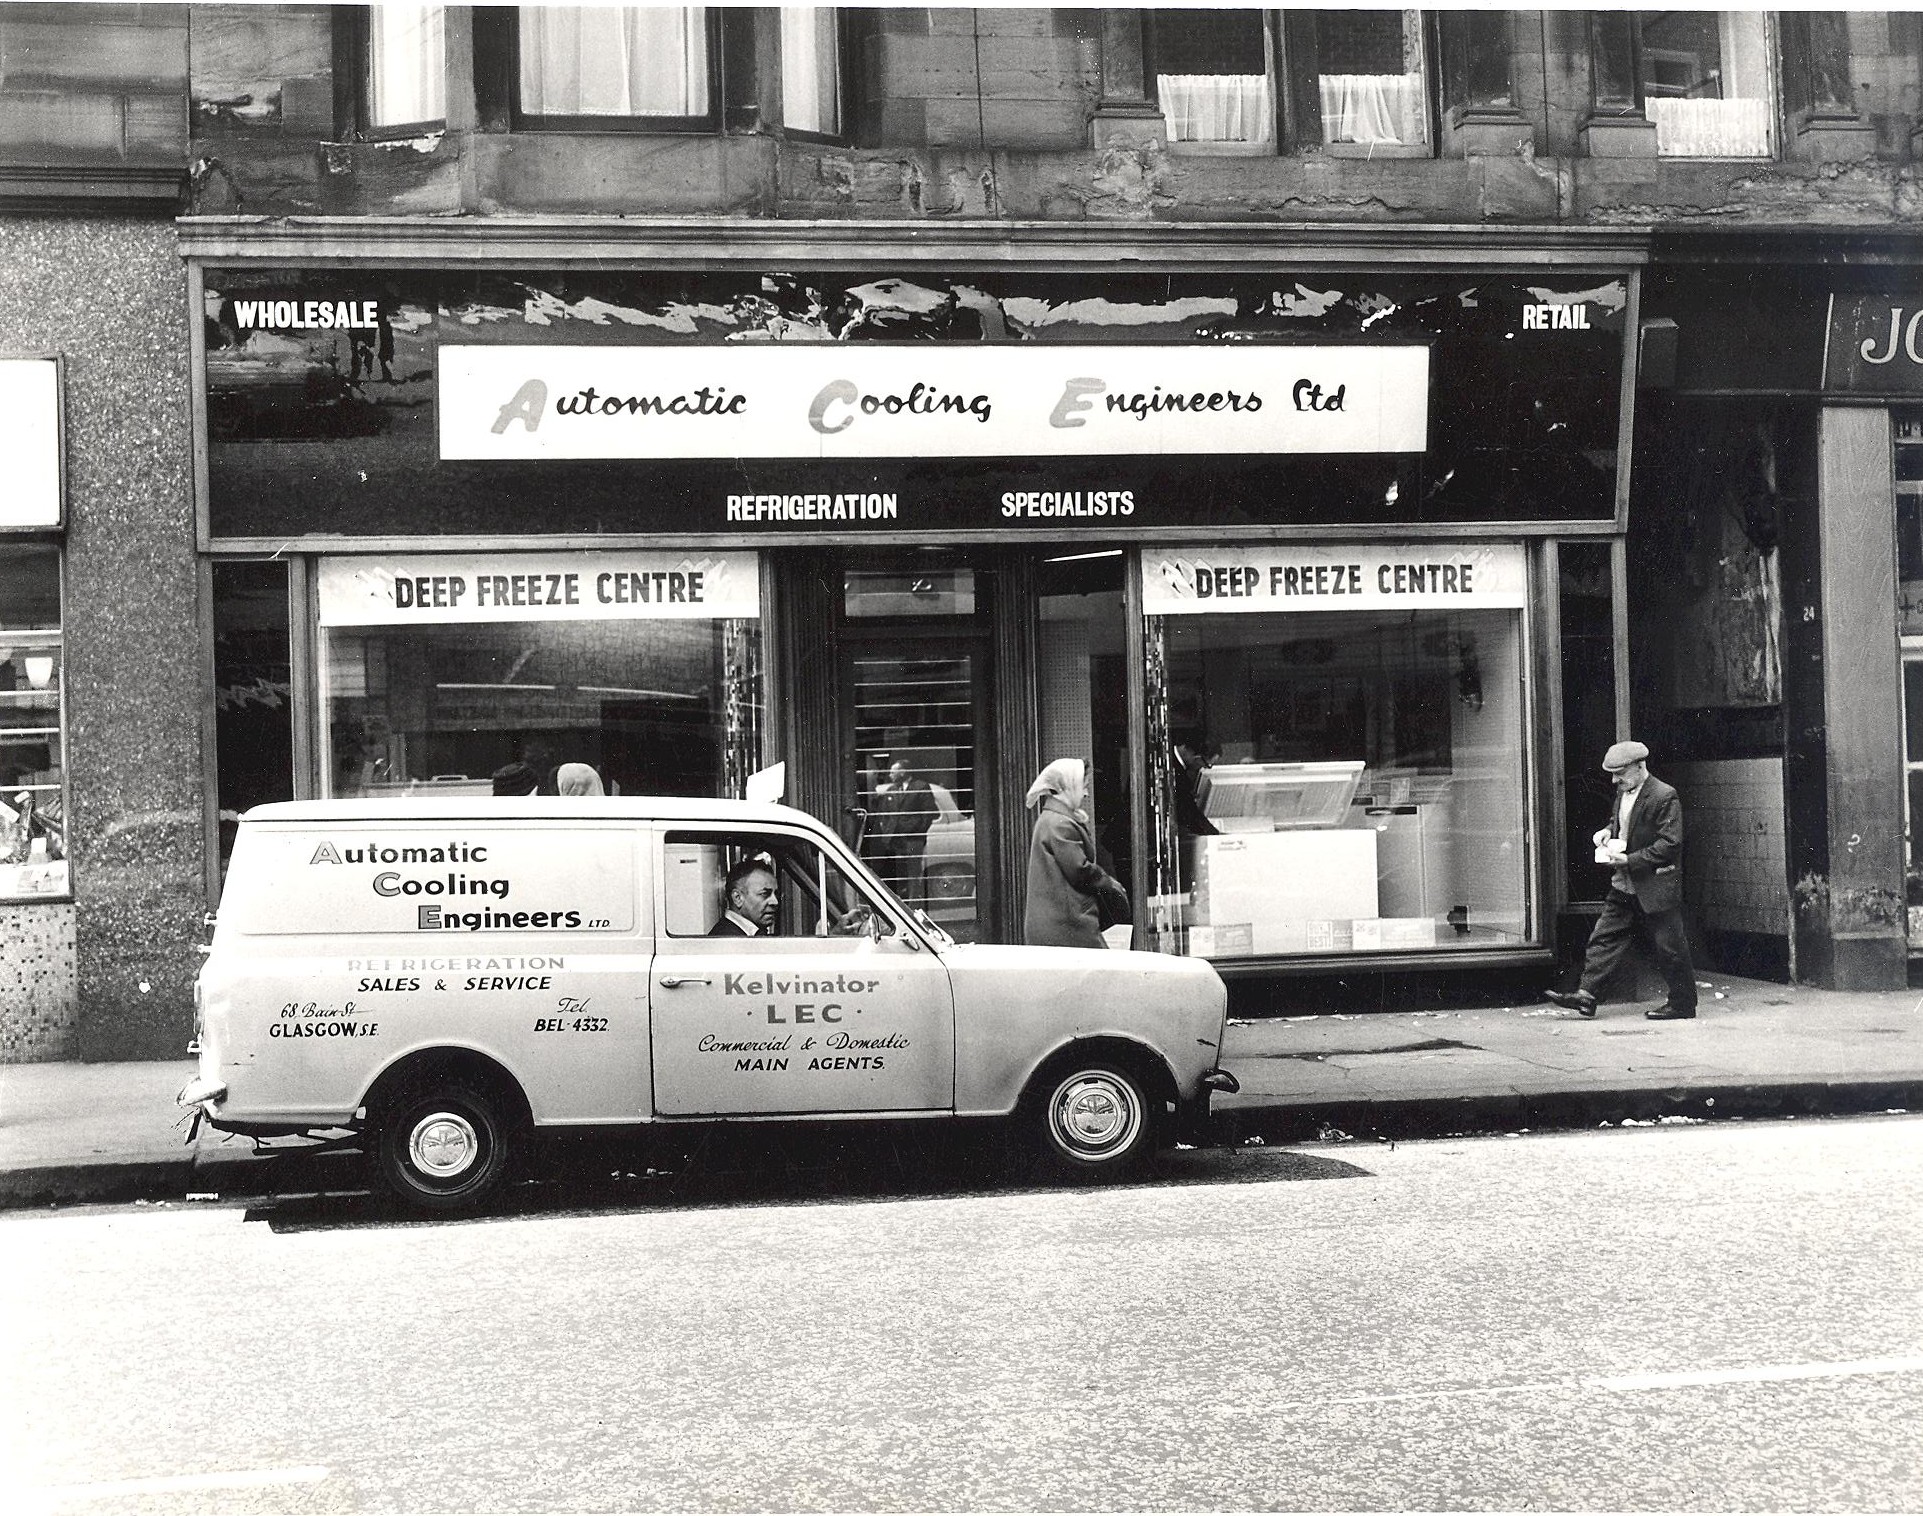 WHOLESALE
RETAIL
Automatic Cooling Engineers Ltd
REFRIGERATION SPECIALISTS
DEEP FREEZE CENTRE
DEEP FREEZE CENTRE
JO
24
Automatic
Cooling
Engineers LTD
REFRIGERATION
SALES & SERVICE
68 Bain St
GLASGOW, S.E.
Tel.
BEL·4332
Kelvinator
· LEC ·
Commercial & Domestic
MAIN AGENTS.